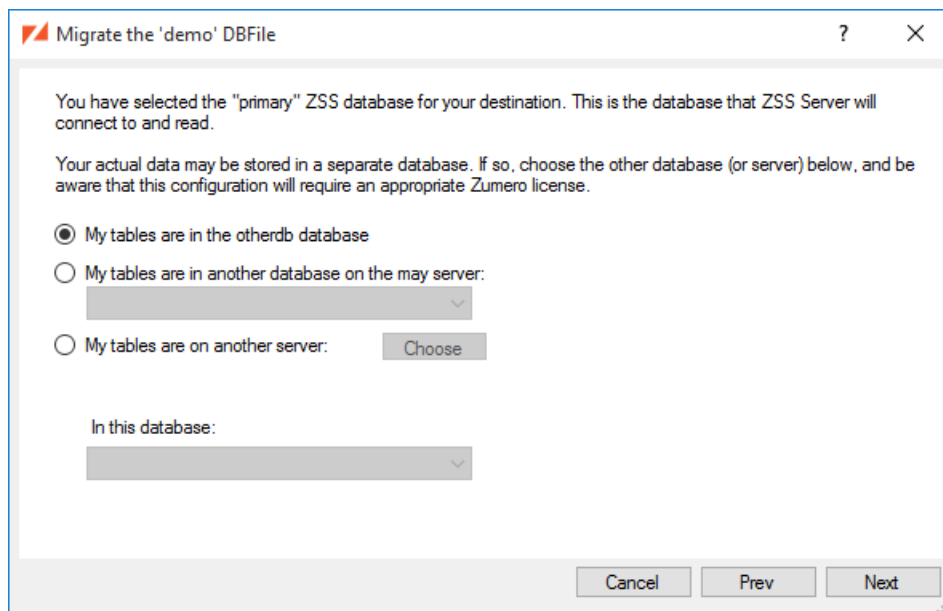 Migrate the 'demo' DBFile
?
You have selected the "primary" ZSS database for your destination. This is the database that ZSS Server will
connect to and read.
Your actual data may be stored in a separate database. If so, choose the other database (or server) below, and be
aware that this configuration will require an appropriate Zumero license.
My tables are in the otherdb database
My tables are in another database on the may server:
My tables are on another server:
Choose
In this database:
Cancel
Prev
Next